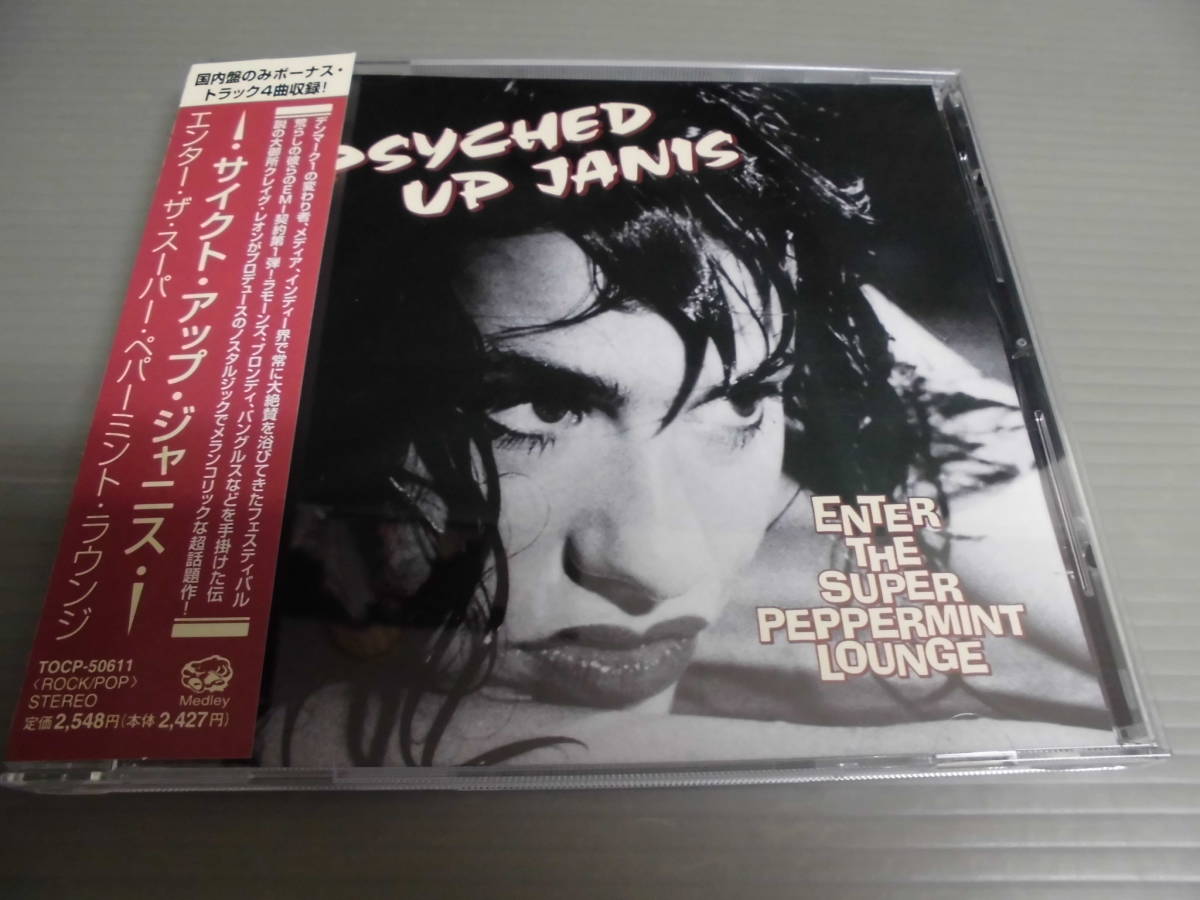 国内盤のみボーナス・
トラック4曲収録!
デンマーク1の変わり者、メディア、インディー界で常に大絶賛を浴びてきたフェスティバル
荒らしの彼らのEMI契約第1弾!ラモーンズ、ブロンディ、バングルスなどを手掛けた伝
説の大御所クレイグ・レオンがプロデュースのノスタルジックでメランコリックな超話題作!
サイクト・アップ・ジャニス
エンター・ザ・スーパー・ペパーミント・ラウンジ
TOCP-50611
〈ROCK/POP〉
STEREO
Medley
定価2,548円(本体2,427円)
PSYCHED
UP JANIS
ENTER
THE
SUPER
PEPPERMINT
LOUNGE